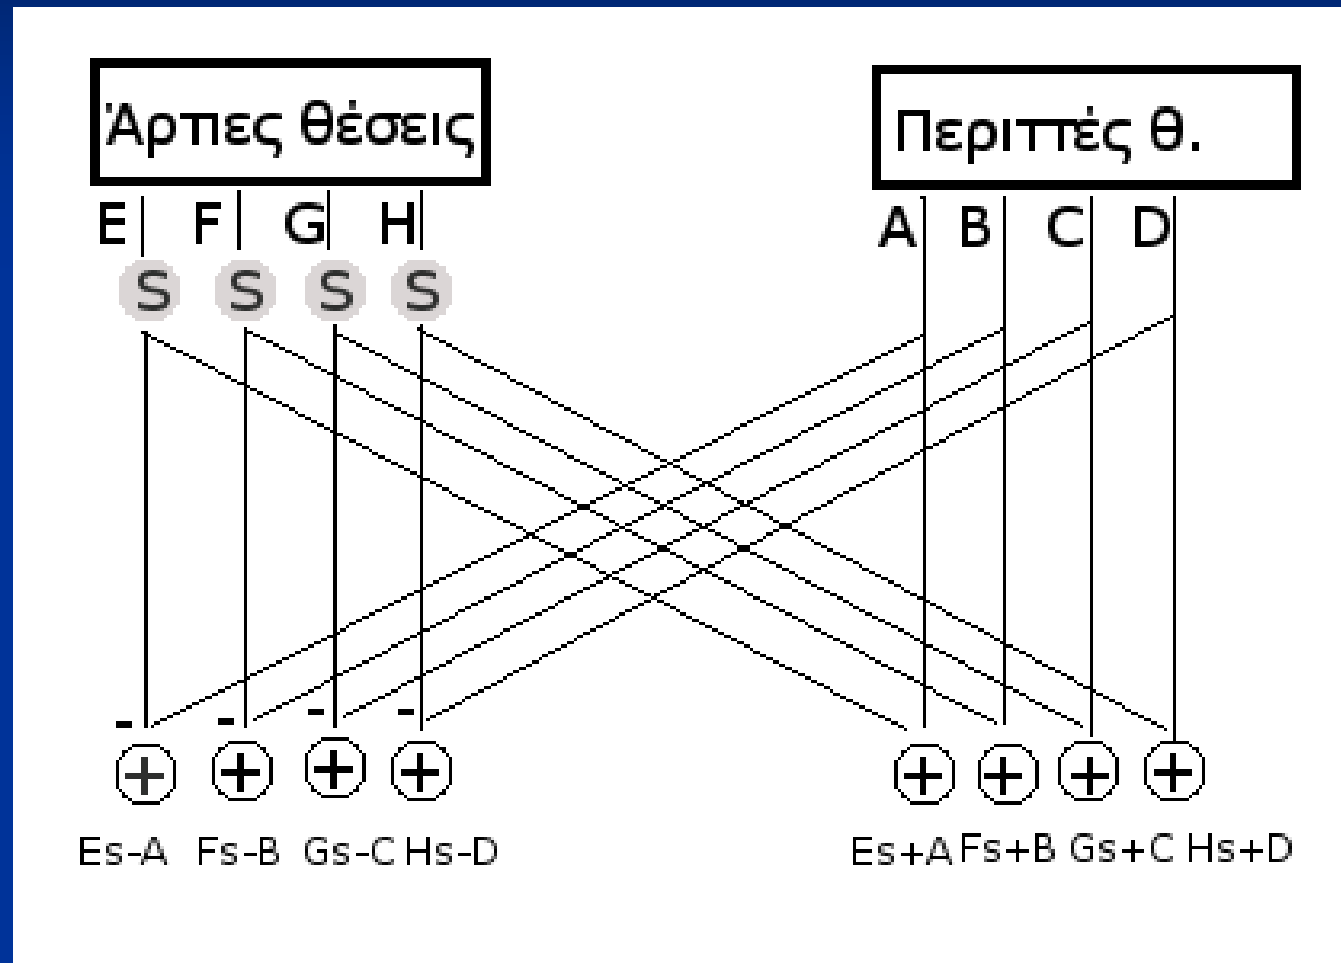 Άρτιες θέσεις Περιττές θ.
E F G H A B C D
S S S S
- - - -
+ + + + + + + +
Es-A Fs-B Gs-C Hs-D Es+A Fs+B Gs+C Hs+D